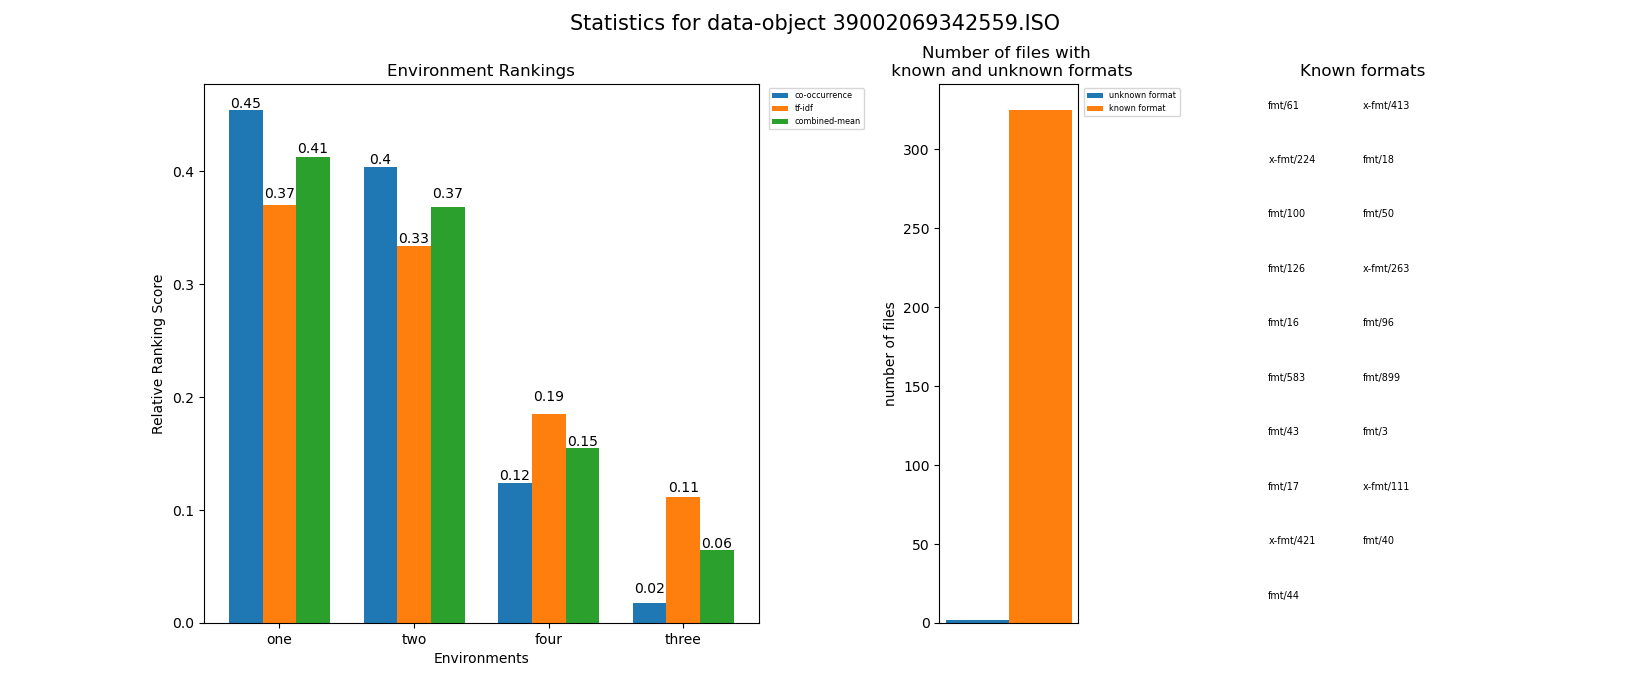 Statistics for data-object 39002069342559.ISO
Environment Rankings
Relative Ranking Score
0.4
0.3
0.2
0.1
0.0
0.45
0.37
0.41
0.4
0.33
0.37
0.12
0.19
0.15
0.02
0.11
0.06
one
two
four
three
Environments
co-occurrence
tf-idf
combined-mean
Number of files with
known and unknown formats
number of files
300
250
200
150
100
50
0
unknown format
known format
Known formats
fmt/61 x-fmt/413
x-fmt/224 fmt/18
fmt/100 fmt/50
fmt/126 x-fmt/263
fmt/16 fmt/96
fmt/583 fmt/899
fmt/43 fmt/3
fmt/17 x-fmt/111
x-fmt/421 fmt/40
fmt/44